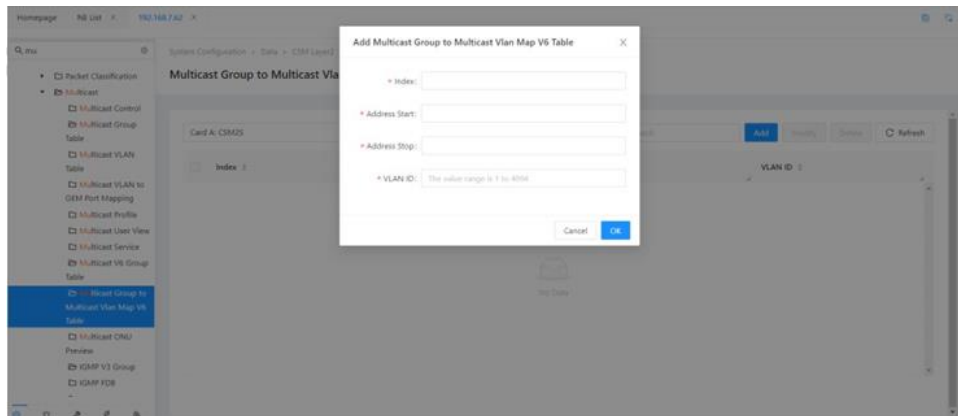 Homepage
NE List
192.168.7.62
mu
System Configuration > Data > CSM Layer2
Packet Classification
Multicast
Multicast Control
Multicast Group
Table
Multicast VLAN
Table
Multicast VLAN to
GEM Port Mapping
Multicast Profile
Multicast User View
Multicast Service
Multicast V6 Group
Table
Multicast Group to
Multicast Vlan Map V6
Table
Multicast ONU
Preview
IGMP V3 Group
IGMP FDB
Multicast Group to Multicast Vla
Card A: CSM2S
Add
Modify
Delete
Refresh
Index
VLAN ID
No Data
Add Multicast Group to Multicast Vlan Map V6 Table
* Index:
* Address Start:
* Address Stop:
* VLAN ID: The value range is 1 to 4094
Cancel
OK